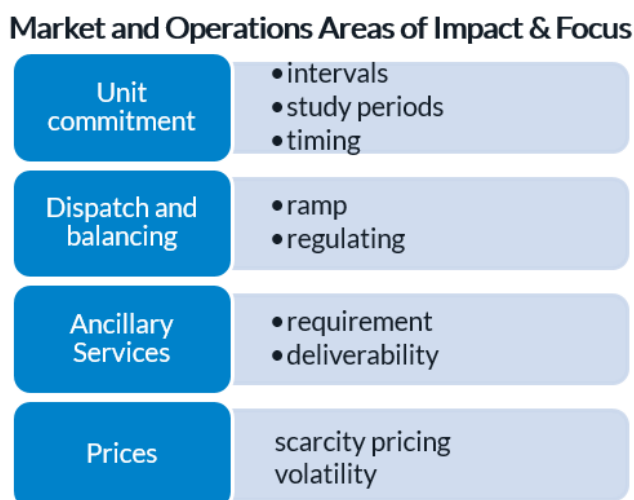 Market and Operations Areas of Impact & Focus
Unit
commitment
•intervals
•study periods
•timing
Dispatch and
balancing
•ramp
•regulating
Ancillary
Services
•requirement
•deliverability
Prices
scarcity pricing
volatility